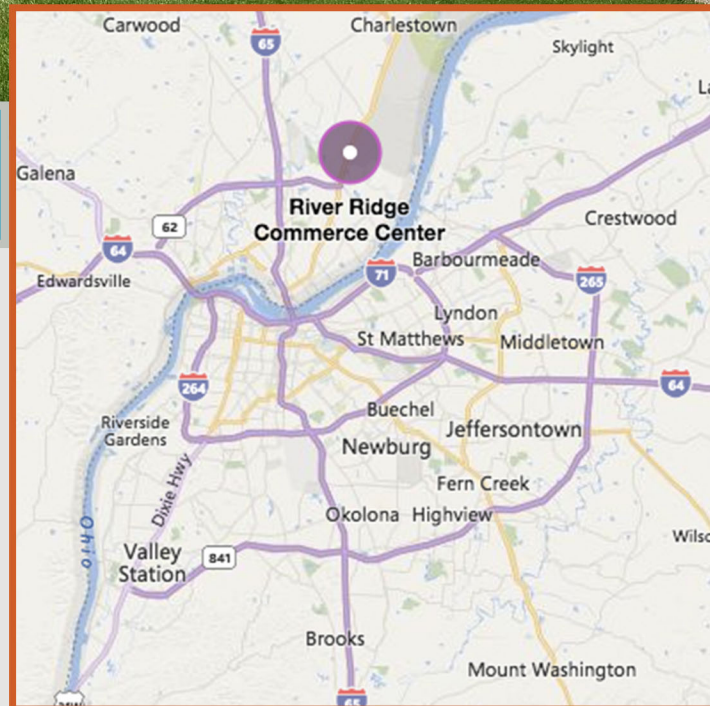 Carwood
Charlestown
65
Skylight
Galena
River Ridge
Commerce Center
62
Crestwood
64
Barbourmeade
71
265
Edwardsville
Lyndon
St Matthews
Middletown
264
64
Buechel
Riverside
Gardens
Jeffersontown
Newburg
Dixie Hwy
Fern Creek
Okolona
Highview
Ohio
Valley
Station
841
Brooks
Mount Washington
65